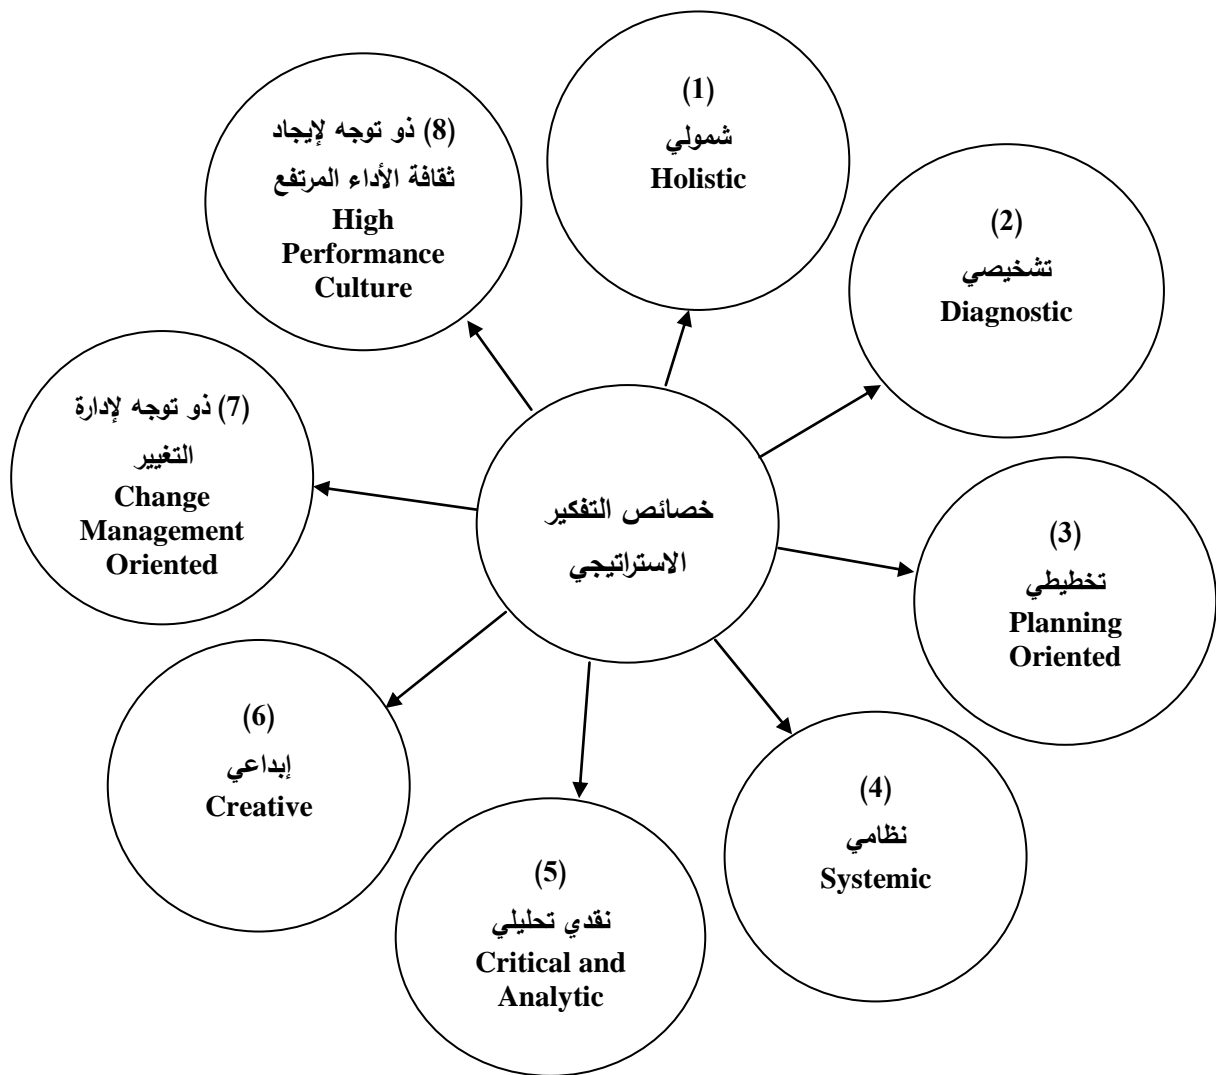 خصائص التفكير
الاستراتيجي
(1)
شمولي
Holistic
(2)
تشخيصي
Diagnostic
(3)
تخطيطي
Planning
Oriented
(4)
نظامي
Systemic
(5)
نقدي تحليلي
Critical and
Analytic
(6)
إبداعي
Creative
(7) ذو توجه لإدارة
التغيير
Change
Management
Oriented
(8) ذو توجه لإيجاد
ثقافة الأداء المرتفع
High
Performance
Culture